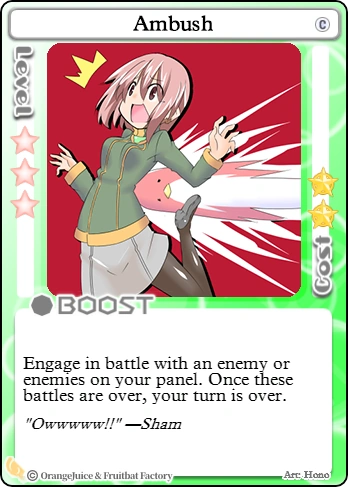 Ambush
©
Level
Cost
BOOST
Engage in battle with an enemy or
enemies on your panel. Once these
battles are over, your turn is over.
"Owwwww!!" —Sham
© OrangeJuice & Fruitbat Factory
Art: Hono